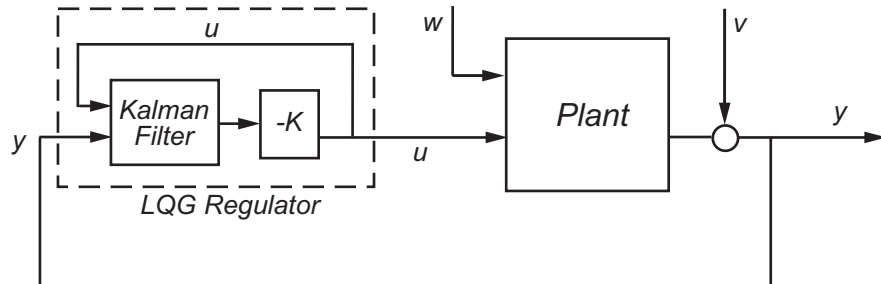 u
w
v
Kalman
Filter
-K
Plant
y
y
u
LQG Regulator